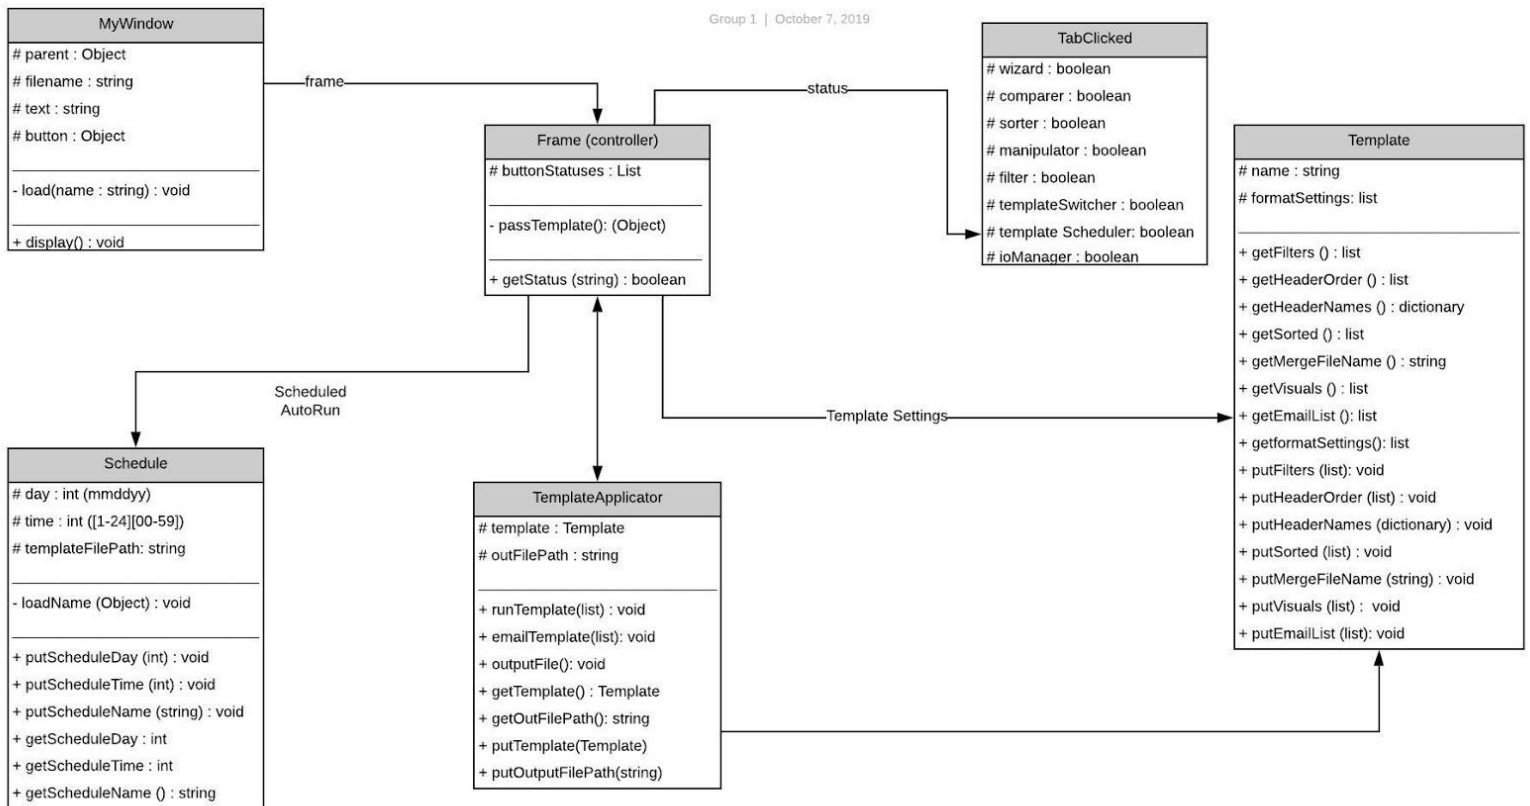 Group 1 | October 7, 2019
MyWindow
# parent : Object
# filename : string
# text : string
# button : Object
- load(name : string) : void
+ display() : void
frame
Frame (controller)
# buttonStatuses : List
- passTemplate(): (Object)
+ getStatus (string) : boolean
status
TabClicked
# wizard : boolean
# comparer : boolean
# sorter : boolean
# manipulator : boolean
# filter : boolean
# templateSwitcher : boolean
# template Scheduler: boolean
# ioManager : boolean
Template
# name : string
# formatSettings: list
+ getFilters () : list
+ getHeaderOrder () : list
+ getHeaderNames () : dictionary
+ getSorted () : list
+ getMergeFileName () : string
+ getVisuals () : list
+ getEmailList (): list
+ getformatSettings(): list
+ putFilters (list): void
+ putHeaderOrder (list) : void
+ putHeaderNames (dictionary) : void
+ putSorted (list) : void
+ putMergeFileName (string) : void
+ putVisuals (list) : void
+ putEmailList (list): void
Scheduled
AutoRun
Template Settings
Schedule
# day : int (mmddyy)
# time : int ([1-24][00-59])
# templateFilePath: string
- loadName (Object) : void
+ putScheduleDay (int) : void
+ putScheduleTime (int) : void
+ putScheduleName (string) : void
+ getScheduleDay : int
+ getScheduleTime : int
+ getScheduleName () : string
TemplateApplicator
# template : Template
# outFilePath : string
+ runTemplate(list) : void
+ emailTemplate(list): void
+ outputFile(): void
+ getTemplate() : Template
+ getOutFilePath(): string
+ putTemplate(Template)
+ putOutputFilePath(string)